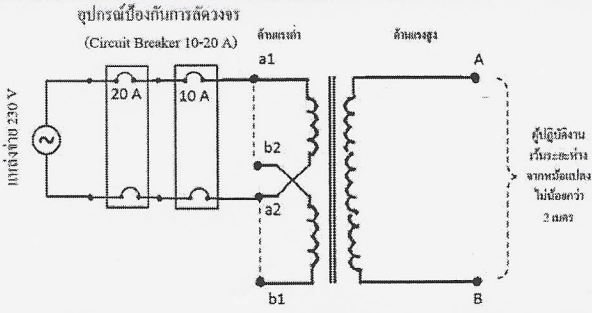 อุปกรณ์ป้องกันการลัดวงจร
(Circuit Breaker 10-20 A)
ด้านแรงต่ำ
ด้านแรงสูง
a1
A
20 A
10 A
แหล่งจ่าย 230 V
b2
a2
b1
B
ผู้ปฏิบัติงาน
เว้นระยะห่าง
จากหม้อแปลง
ไม่น้อยกว่า
2 เมตร